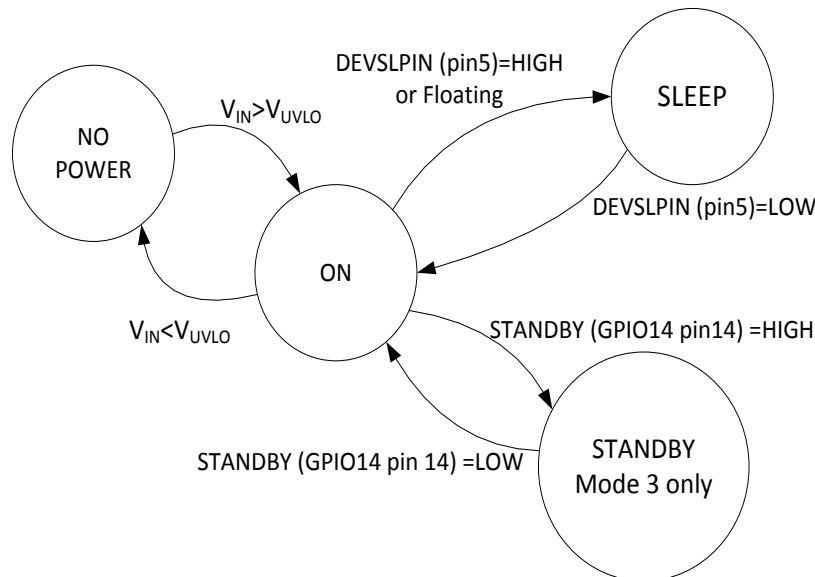 DEVSLPIN (pin5)=HIGH
or Floating
SLEEP
V_IN>V_UVLO
NO
POWER
DEVSLPIN (pin5)=LOW
ON
V_IN<V_UVLO
STANDBY (GPIO14 pin14) =HIGH
STANDBY (GPIO14 pin 14) =LOW
STANDBY
Mode 3 only